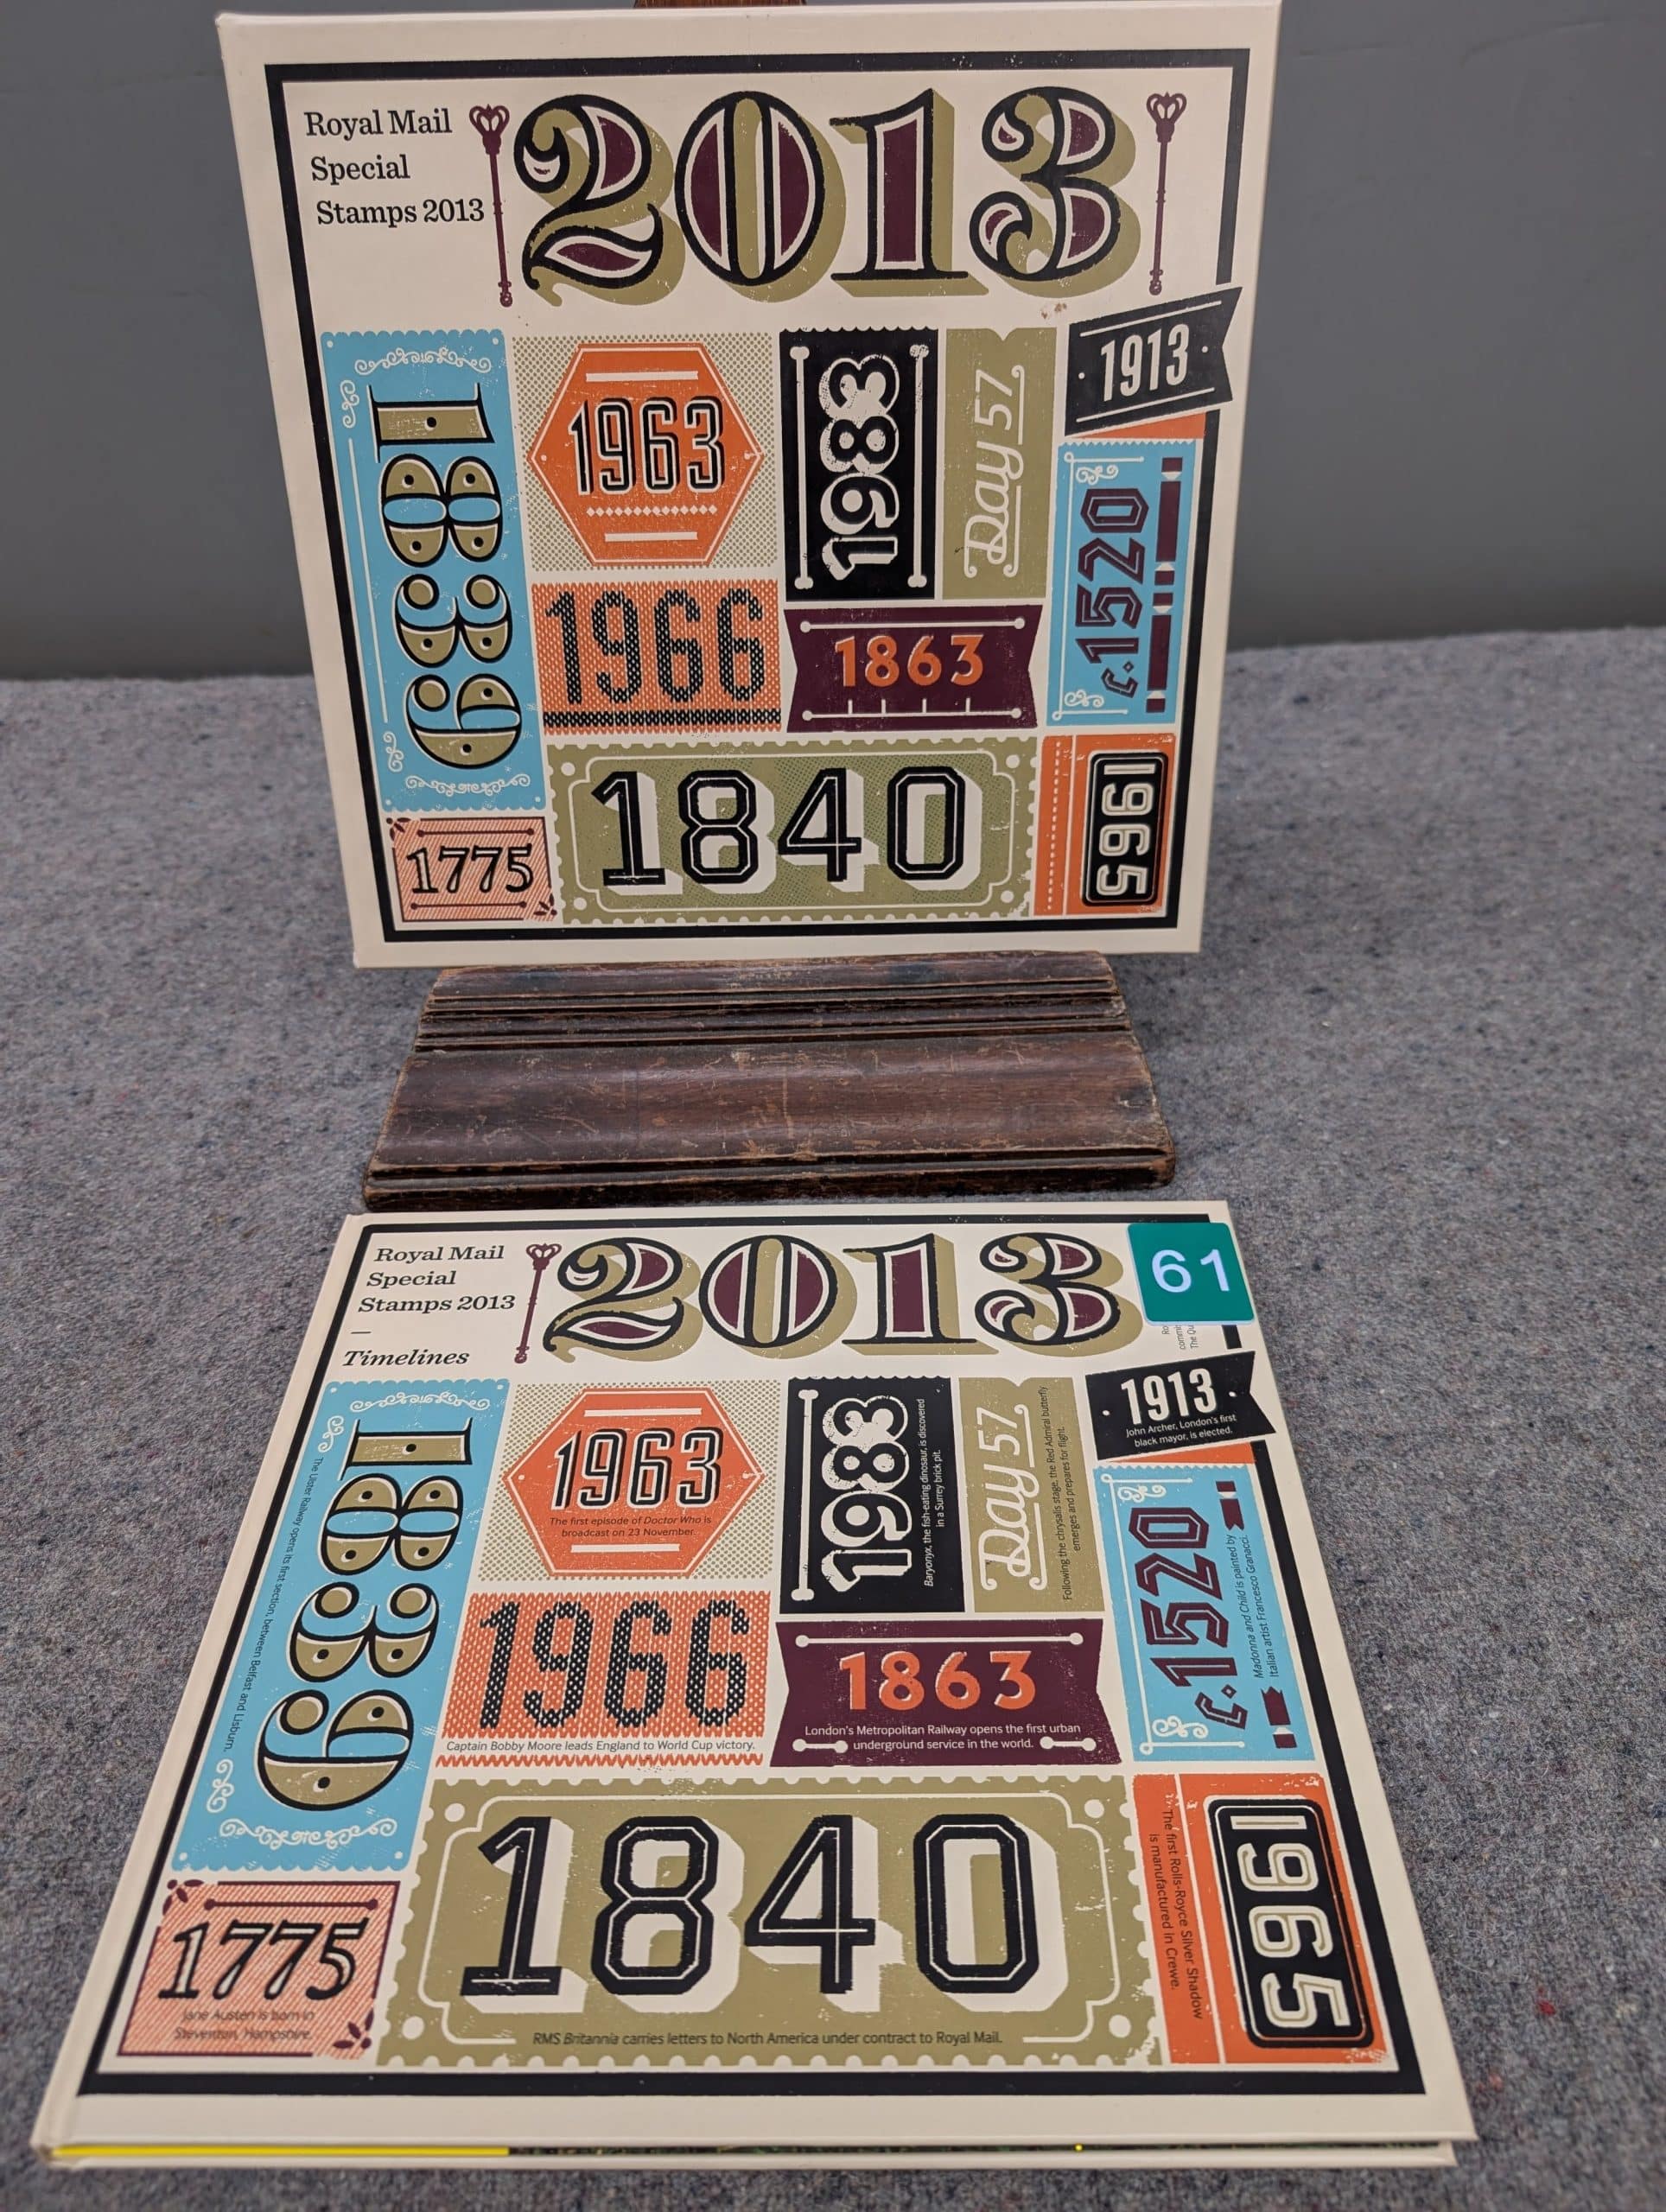 Royal Mail
Special
Stamps 2013
2013
1839
1963
1983
Day 57
1913
1966
1863
c.1520
1775
1840
1965
Royal Mail
Special
Stamps 2013
—
Timelines
2013
61
The Ulster Railway opens its first section, between Belfast and Lisburn.
1839
1963
The first episode of Doctor Who is
broadcast on 23 November.
1983
Baryonyx, the fish-eating dinosaur, is discovered
in a Surrey brick pit.
Day 57
Following the chrysalis stage, the Red Admiral butterfly
emerges and prepares for flight.
1913
John Archer, London's first
black mayor, is elected.
1966
Captain Bobby Moore leads England to World Cup victory.
1863
London's Metropolitan Railway opens the first urban
underground service in the world.
c.1520
Madonna and Child is painted by
Italian artist Francesco Granacci.
1775
Jane Austen is born in
Steventon, Hampshire.
1840
RMS Britannia carries letters to North America under contract to Royal Mail.
The first Rolls-Royce Silver Shadow
is manufactured in Crewe.
1965